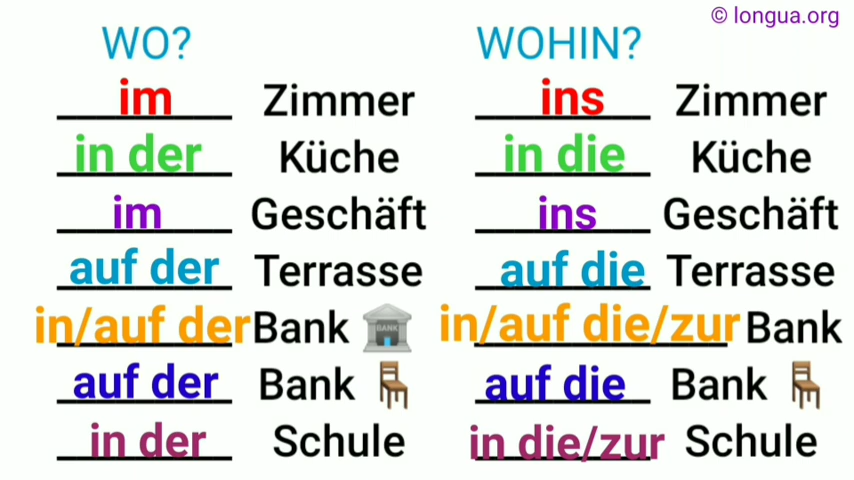 © longua.org
WO? WOHIN?
im Zimmer ins Zimmer
in der Küche in die Küche
im Geschäft ins Geschäft
auf der Terrasse auf die Terrasse
in/auf der Bank BANK in/auf die/zur Bank
auf der Bank auf die Bank
in der Schule in die/zur Schule